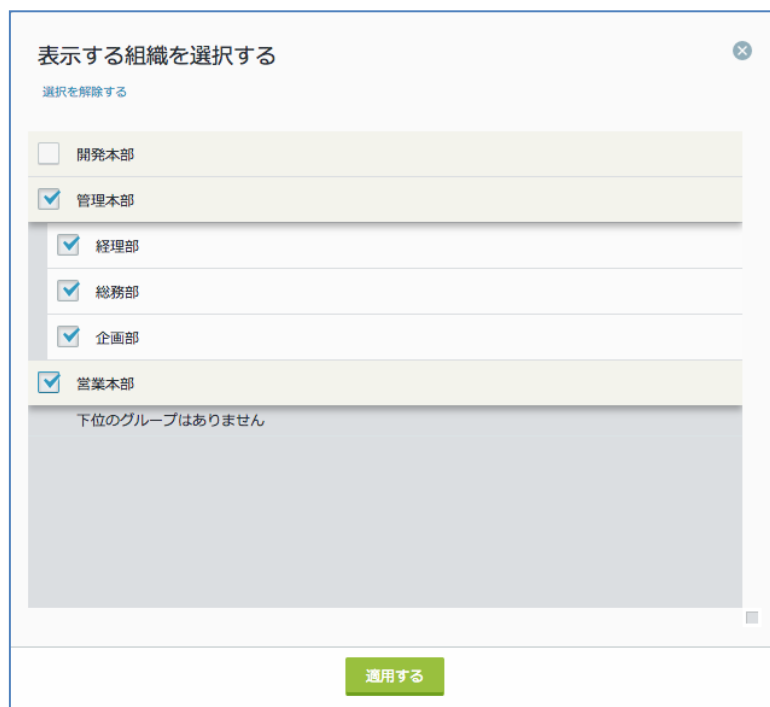 表示する組織を選択する
選択を解除する
開発本部
管理本部
経理部
総務部
企画部
営業本部
下位のグループはありません
適用する